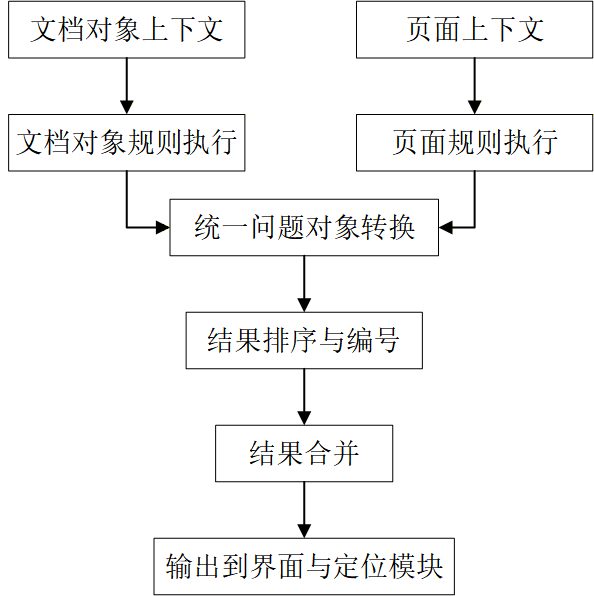 文档对象上下文
页面上下文
文档对象规则执行
页面规则执行
统一问题对象转换
结果排序与编号
结果合并
输出到界面与定位模块